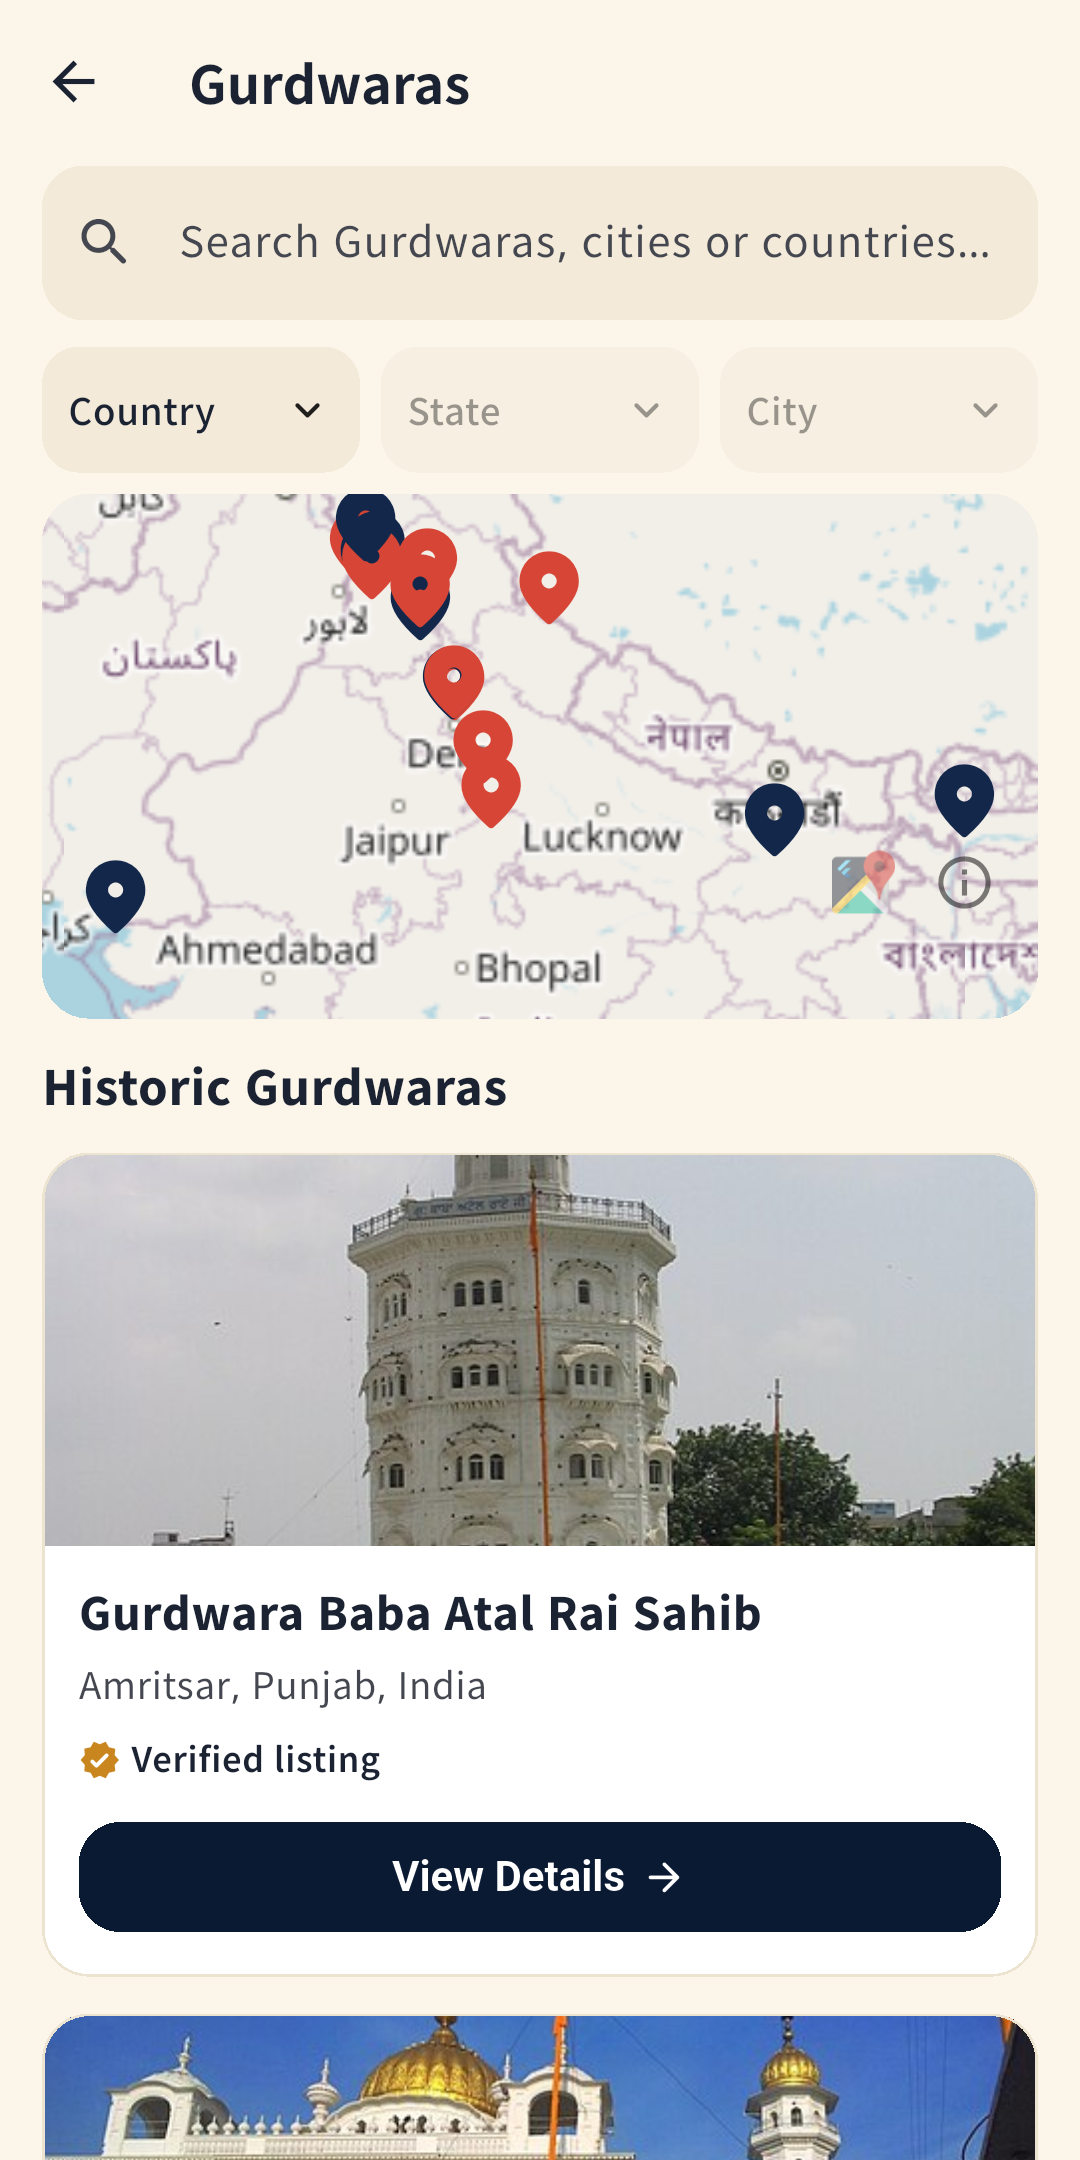 Gurdwaras
Search Gurdwaras, cities or countries...
Country
State
City
کابل
لاہور
پاکستان
नेपाल
Jaipur
Lucknow
Ahmedabad
Bhopal
Historic Gurdwaras
Gurdwara Baba Atal Rai Sahib
Amritsar, Punjab, India
Verified listing
View Details